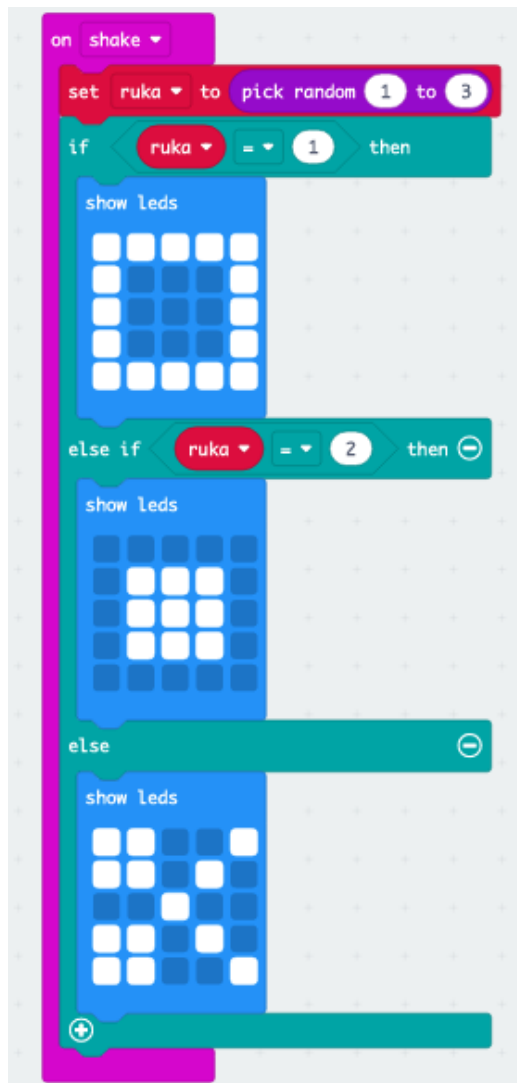 on shake
set ruka to pick random 1 to 3
if ruka = 1 then
show leds
else if ruka = 2 then
show leds
else
show leds